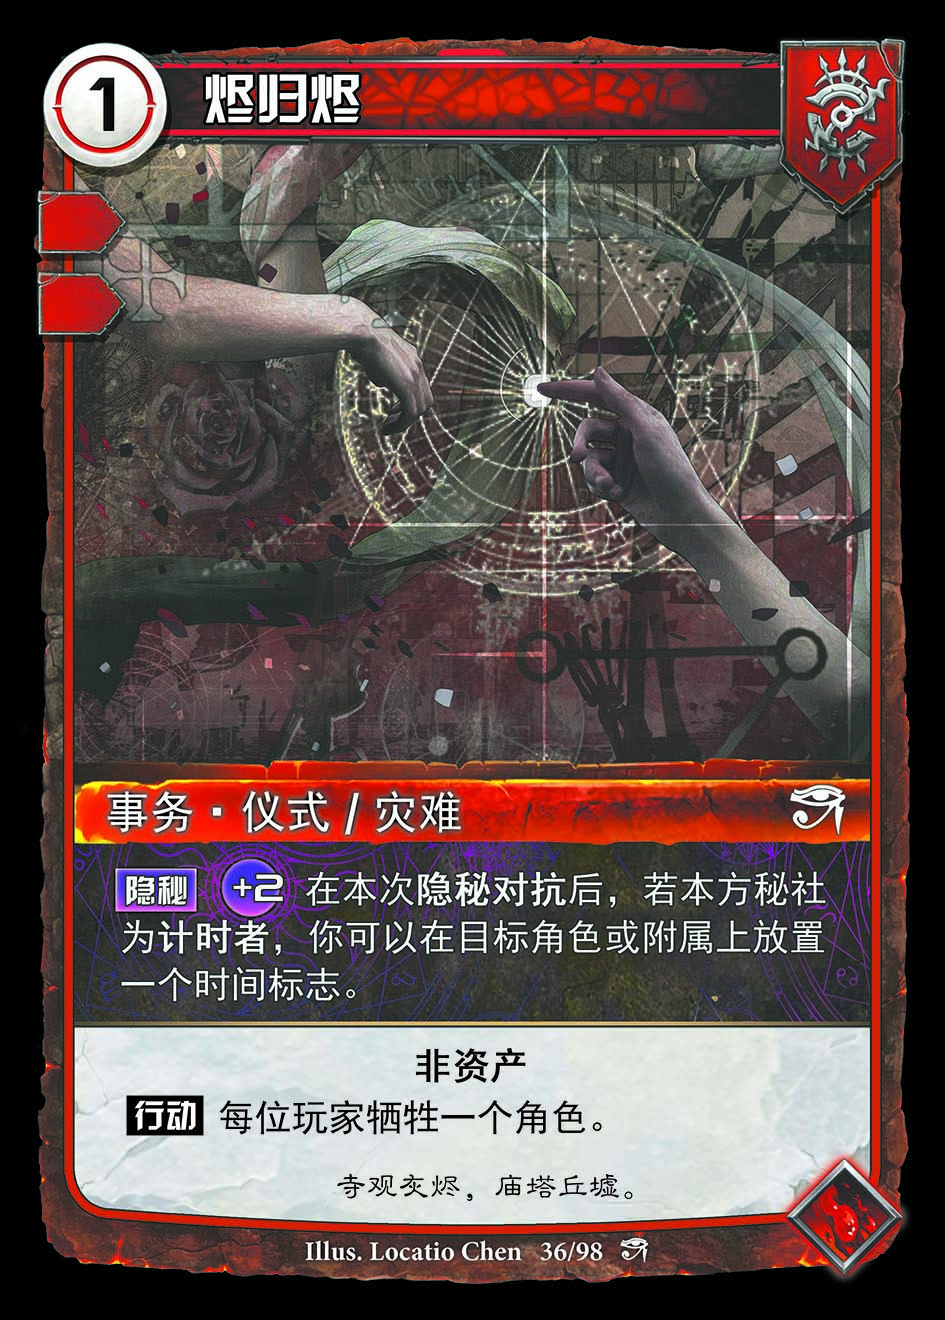 1
烬归烬
事务·仪式 / 灾难
隐秘 +2 在本次隐秘对抗后，若本方秘社
为计时者，你可以在目标角色或附属上放置
一个时间标志。
非资产
行动 每位玩家牺牲一个角色。
寺观灰烬，庙塔丘墟。
Illus. Locatio Chen 36/98